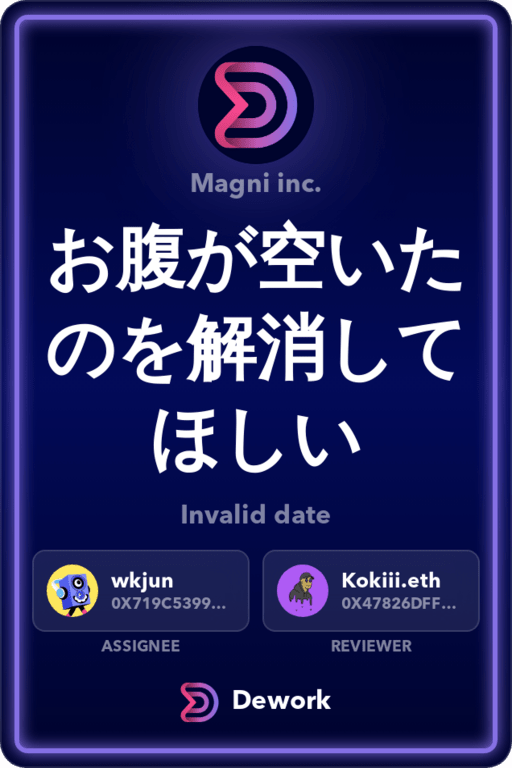 Magni inc.
お腹が空いた
のを解消して
ほしい
Invalid date
wkjun
0X719C5399...
ASSIGNEE
Kokiii.eth
0X47826DFF...
REVIEWER
Dework